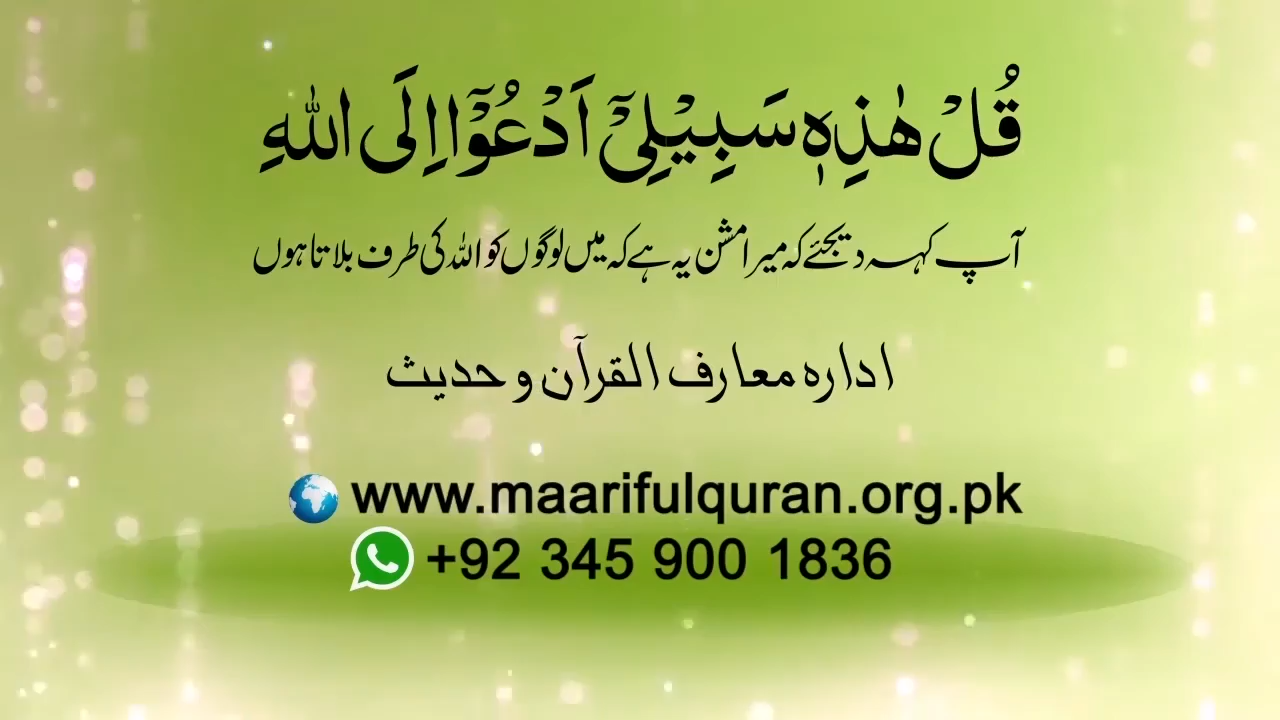 قُلْ هٰذِهٖ سَبِيْلِيْٓ اَدْعُوْٓا اِلَى اللهِ
آپ کہہ دیجئے کہ میرا مشن یہ ہے کہ میں لوگوں کو اللہ کی طرف بلاتا ہوں
ادارہ معارف القرآن و حدیث
www.maarifulquran.org.pk
+92 345 900 1836